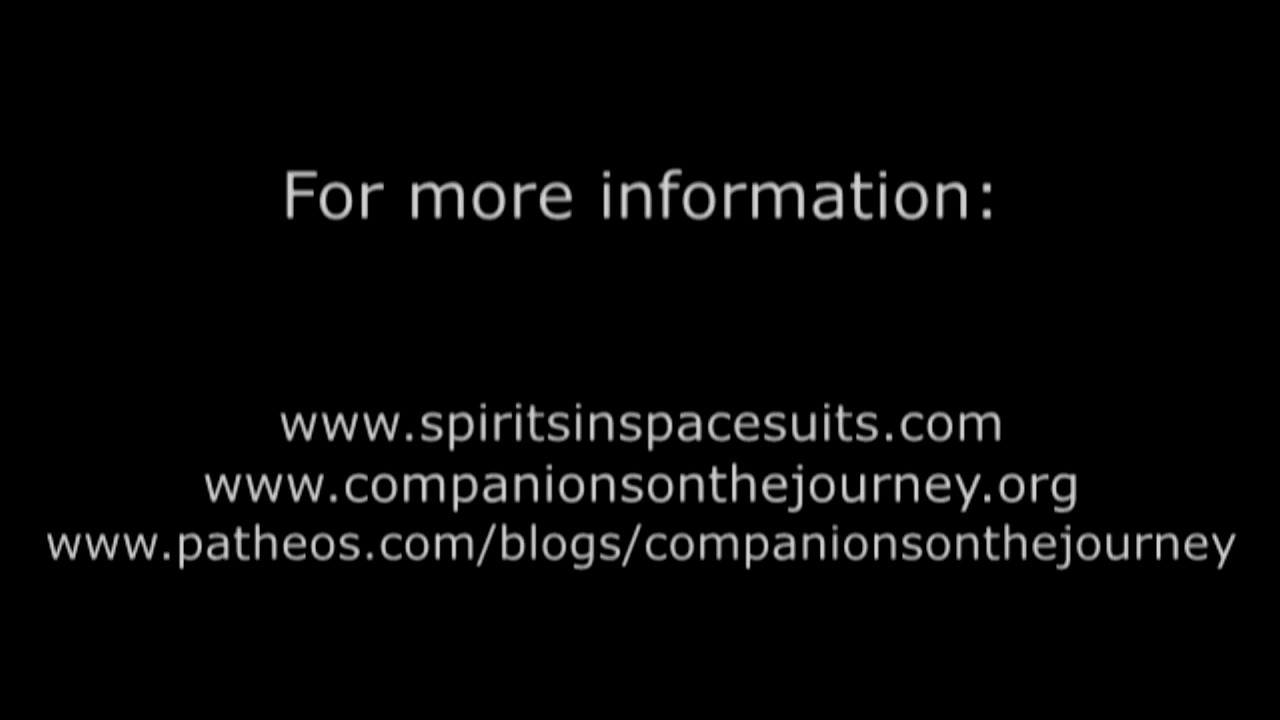 For more information:
www.spiritsinspacesuits.com
www.companionsonthejourney.org
www.patheos.com/blogs/companionsonthejourney